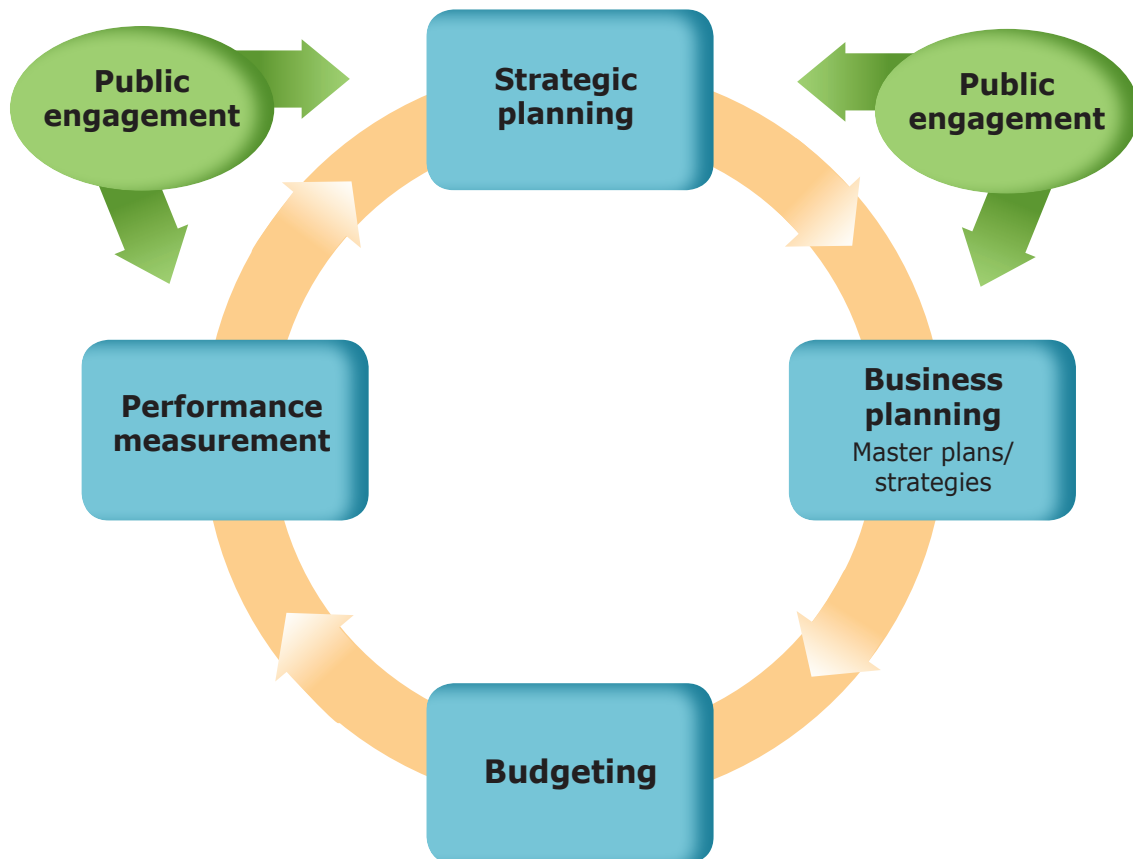 Public
engagement
Strategic
planning
Public
engagement
Performance
measurement
Business
planning
Master plans/
strategies
Budgeting